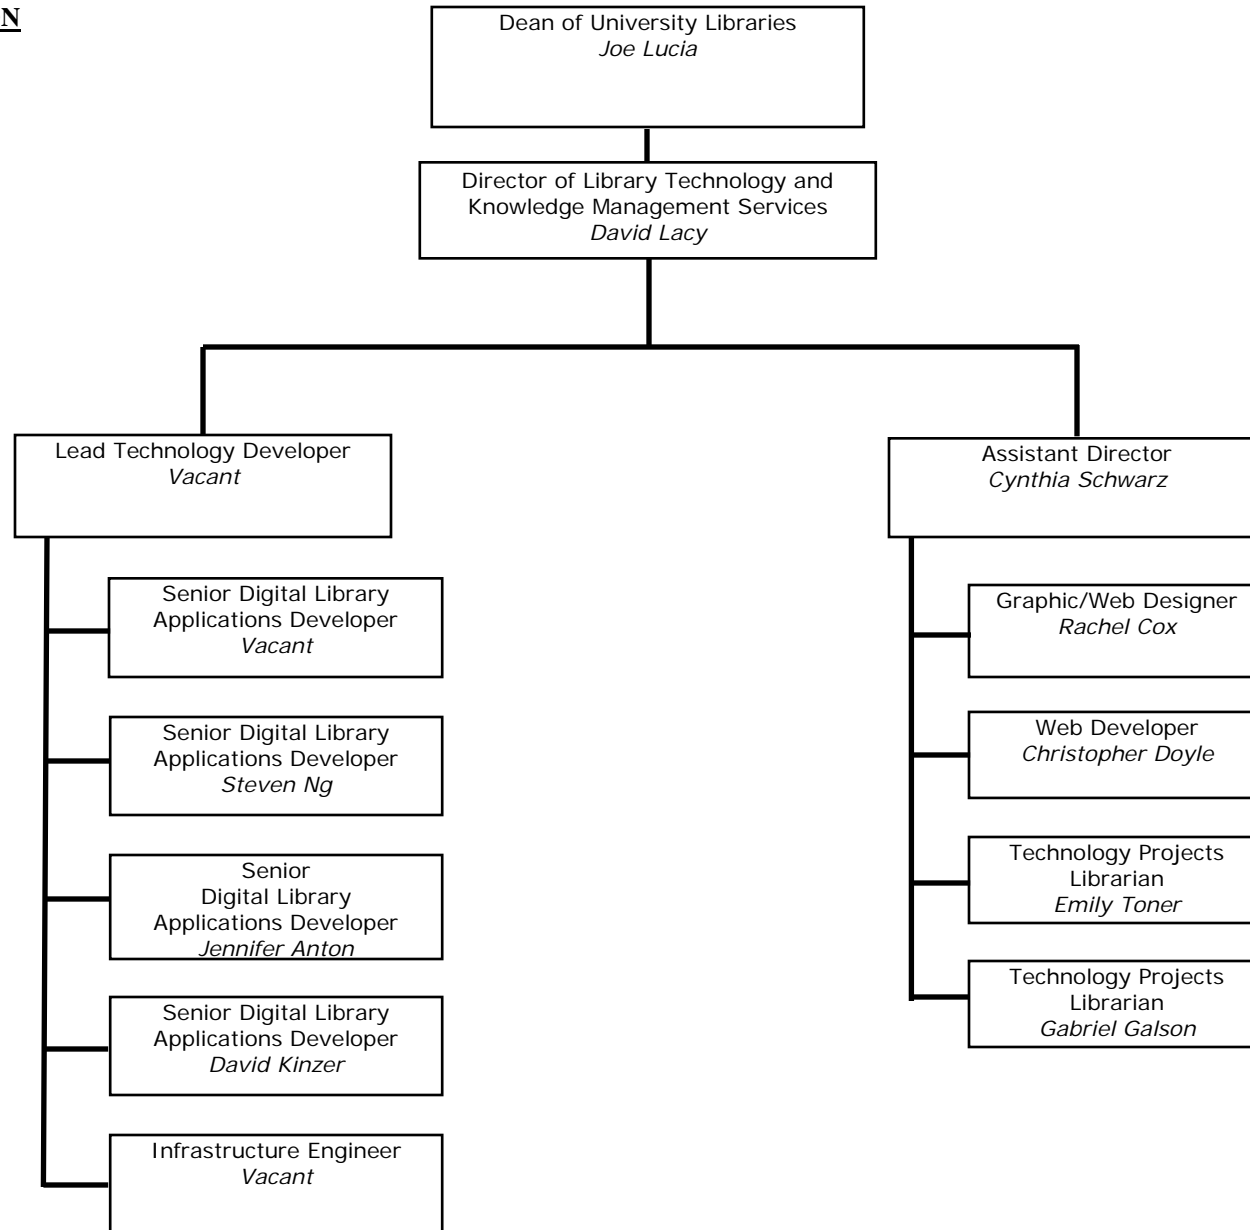 N
Dean of University Libraries
Joe Lucia
Director of Library Technology and
Knowledge Management Services
David Lacy
Lead Technology Developer
Vacant
Senior Digital Library
Applications Developer
Vacant
Senior Digital Library
Applications Developer
Steven Ng
Senior
Digital Library
Applications Developer
Jennifer Anton
Senior Digital Library
Applications Developer
David Kinzer
Infrastructure Engineer
Vacant
Assistant Director
Cynthia Schwarz
Graphic/Web Designer
Rachel Cox
Web Developer
Christopher Doyle
Technology Projects
Librarian
Emily Toner
Technology Projects
Librarian
Gabriel Galson